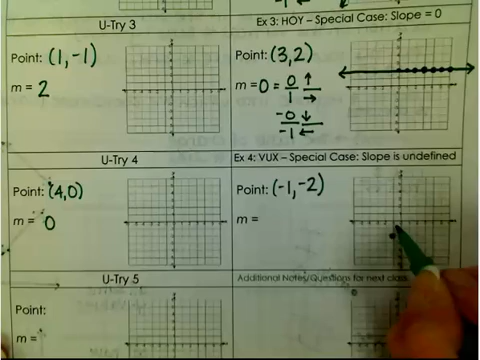 U-Try 3
Ex 3: HOY – Special Case: Slope = 0
Point: (1,-1)
m = 2
Point: (3,2)
m = 0 = 0/1 ↑ →
-0/-1 ↓ ←
U-Try 4
Ex 4: VUX – Special Case: Slope is undefined
Point: (4,0)
m = 0
Point: (-1,-2)
m =
U-Try 5
Additional Notes/Questions for next class
Point:
m =